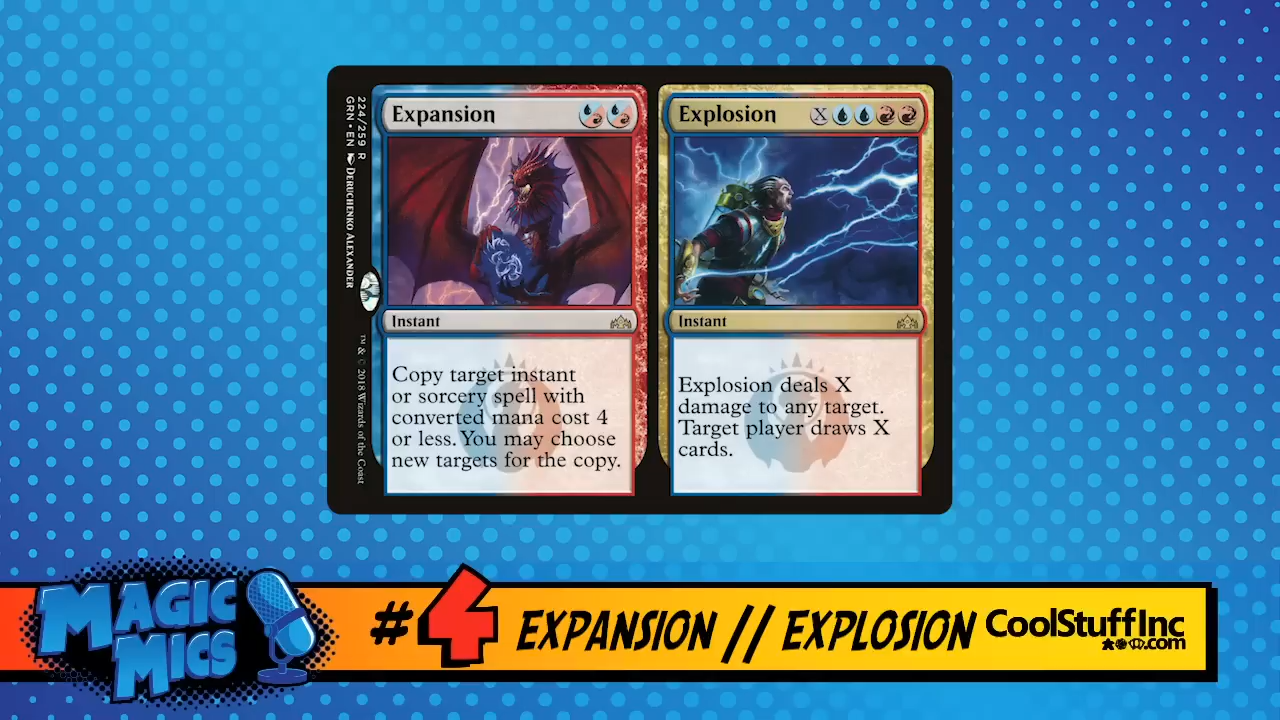 224/259 R
GRN • EN DERUCHENKO ALEXANDER
™ & © 2018 Wizards of the Coast
Expansion
Instant
Copy target instant
or sorcery spell with
converted mana cost 4
or less. You may choose
new targets for the copy.
Explosion X
Instant
Explosion deals X
damage to any target.
Target player draws X
cards.
MAGIC
MICS
#4 EXPANSION // EXPLOSION
CoolStuffInc
.com